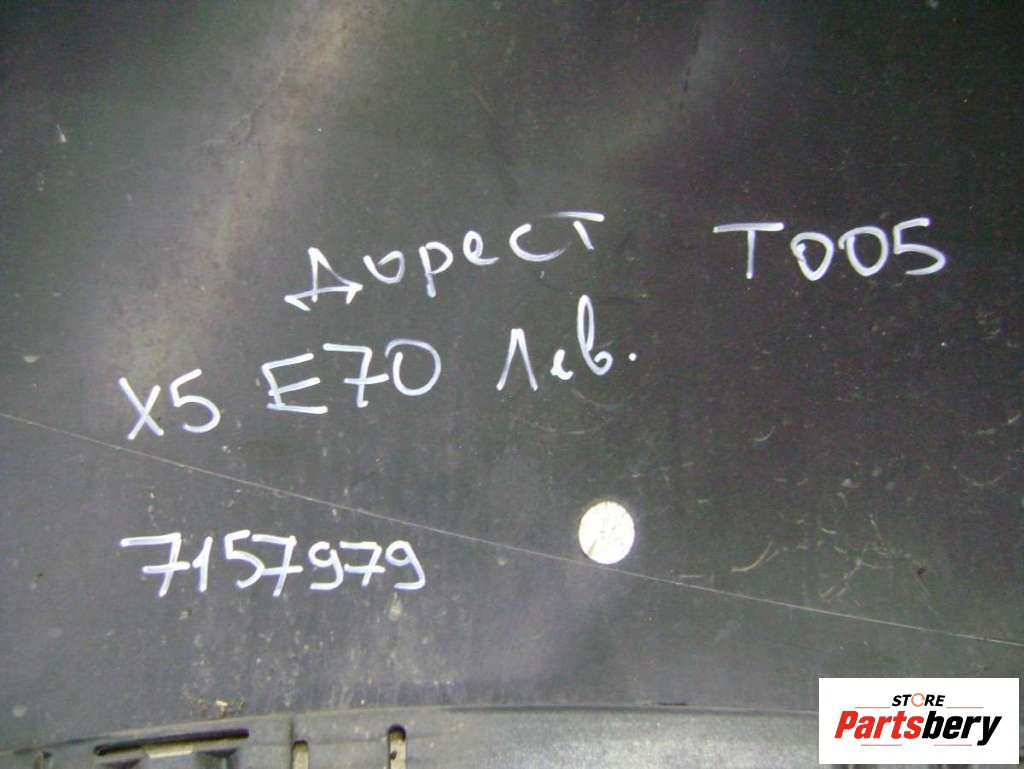 Дорест T005
X5 E70 Лев.
7157979
STORE
Partsbery